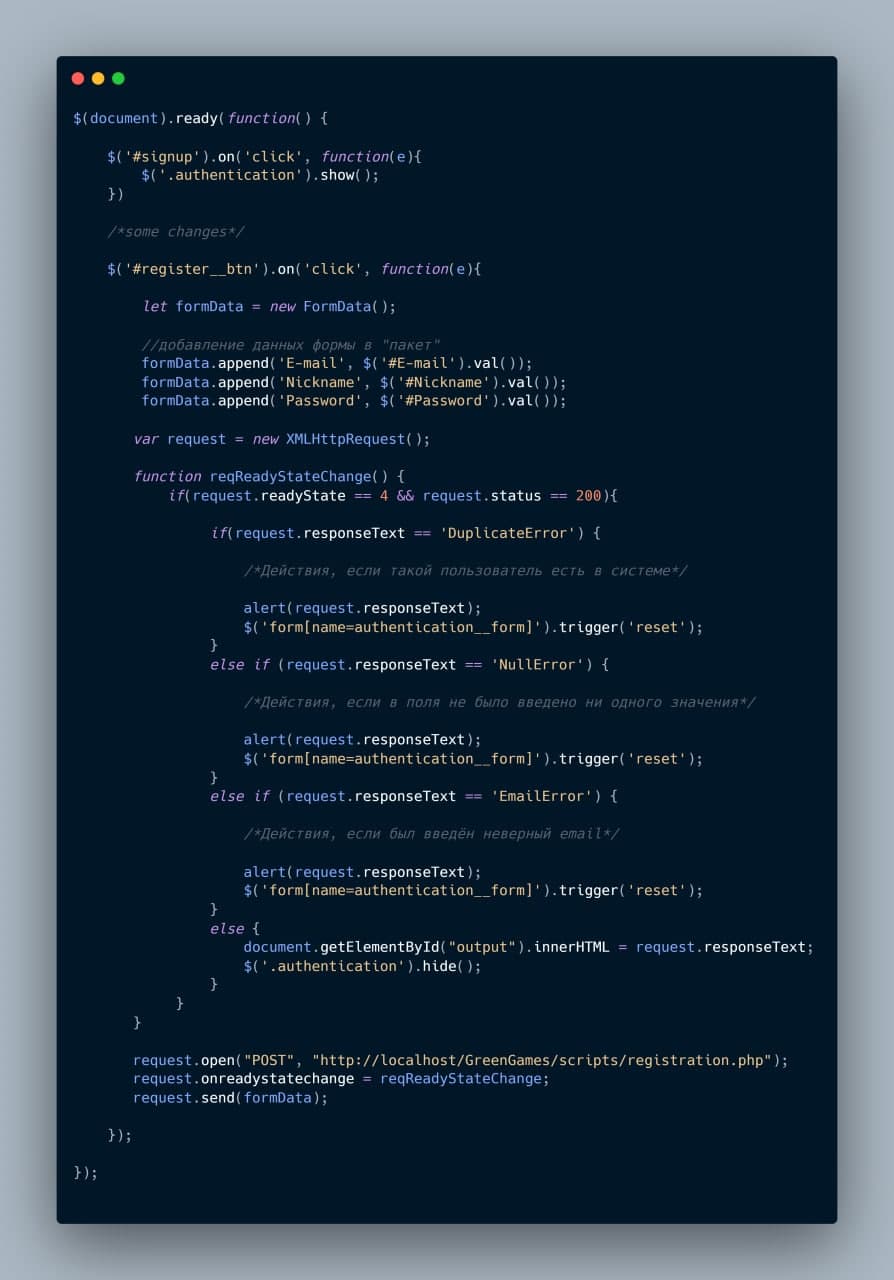 $(document).ready(function() {
$('#signup').on('click', function(e){
$('.authentication').show();
})
/*some changes*/
$('#register__btn').on('click', function(e){
let formData = new FormData();
//добавление данных формы в "пакет"
formData.append('E-mail', $('#E-mail').val());
formData.append('Nickname', $('#Nickname').val());
formData.append('Password', $('#Password').val());
var request = new XMLHttpRequest();
function reqReadyStateChange() {
if(request.readyState == 4 && request.status == 200){
if(request.responseText == 'DuplicateError') {
/*Действия, если такой пользователь есть в системе*/
alert(request.responseText);
$('form[name=authentication__form]').trigger('reset');
}
else if (request.responseText == 'NullError') {
/*Действия, если в поля не было введено ни одного значения*/
alert(request.responseText);
$('form[name=authentication__form]').trigger('reset');
}
else if (request.responseText == 'EmailError') {
/*Действия, если был введён неверный email*/
alert(request.responseText);
$('form[name=authentication__form]').trigger('reset');
}
else {
document.getElementById("output").innerHTML = request.responseText;
$('.authentication').hide();
}
}
}
request.open("POST", "http://localhost/GreenGames/scripts/registration.php");
request.onreadystatechange = reqReadyStateChange;
request.send(formData);
});
});